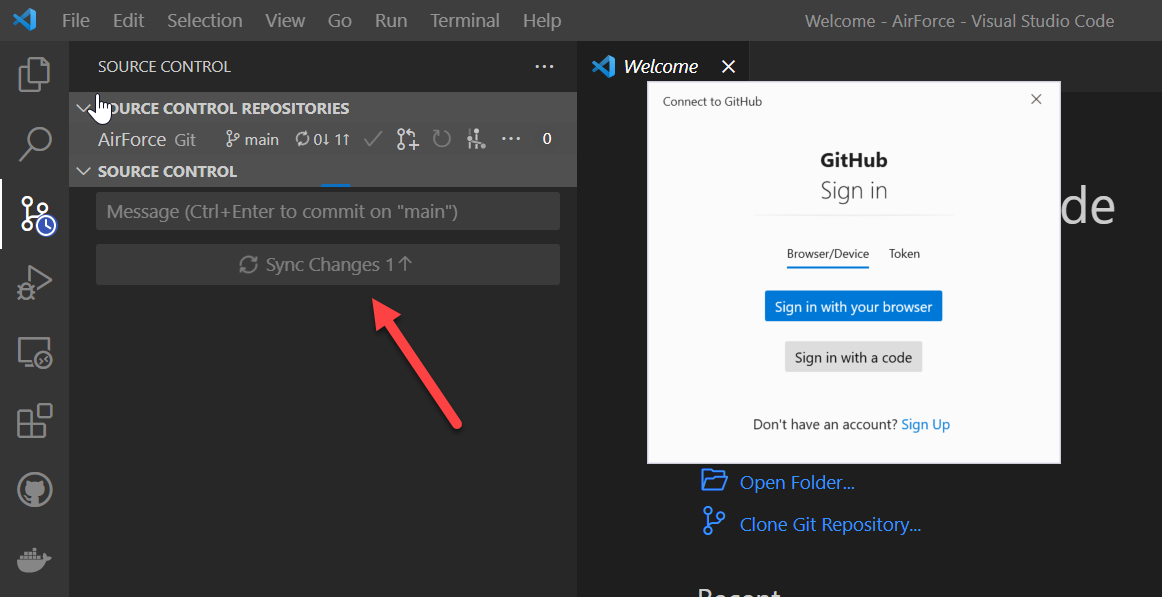 File Edit Selection View Go Run Terminal Help
Welcome - AirForce - Visual Studio Code
SOURCE CONTROL
Welcome
SOURCE CONTROL REPOSITORIES
AirForce Git main 0↓ 1↑ 0
SOURCE CONTROL
Message (Ctrl+Enter to commit on "main")
Sync Changes 1↑
Connect to GitHub
GitHub
Sign in
Browser/Device Token
Sign in with your browser
Sign in with a code
Don't have an account? Sign Up
de
Open Folder...
Clone Git Repository...
Recent